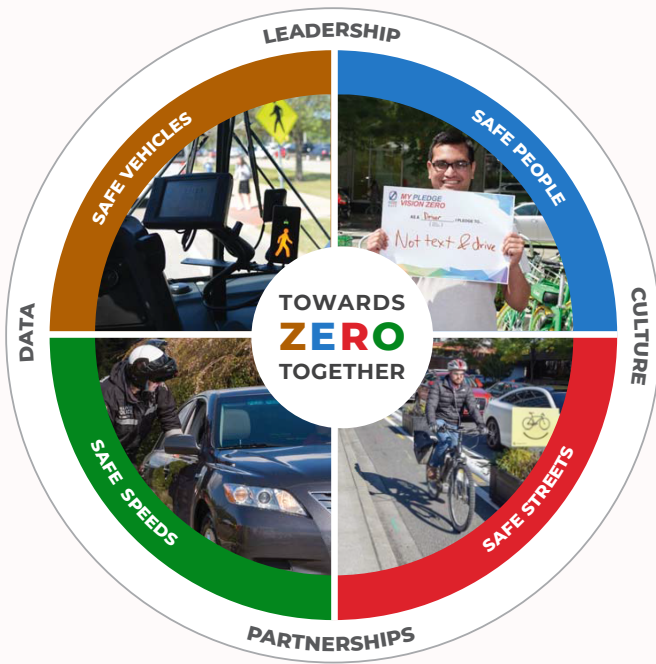 LEADERSHIP
SAFE VEHICLES
SAFE PEOPLE
MY PLEDGE
VISION ZERO
AS A Driver I PLEDGE TO...
Not text & drive
TOWARDS
ZERO
TOGETHER
DATA
CULTURE
SAFE SPEEDS
SAFE STREETS
PARTNERSHIPS